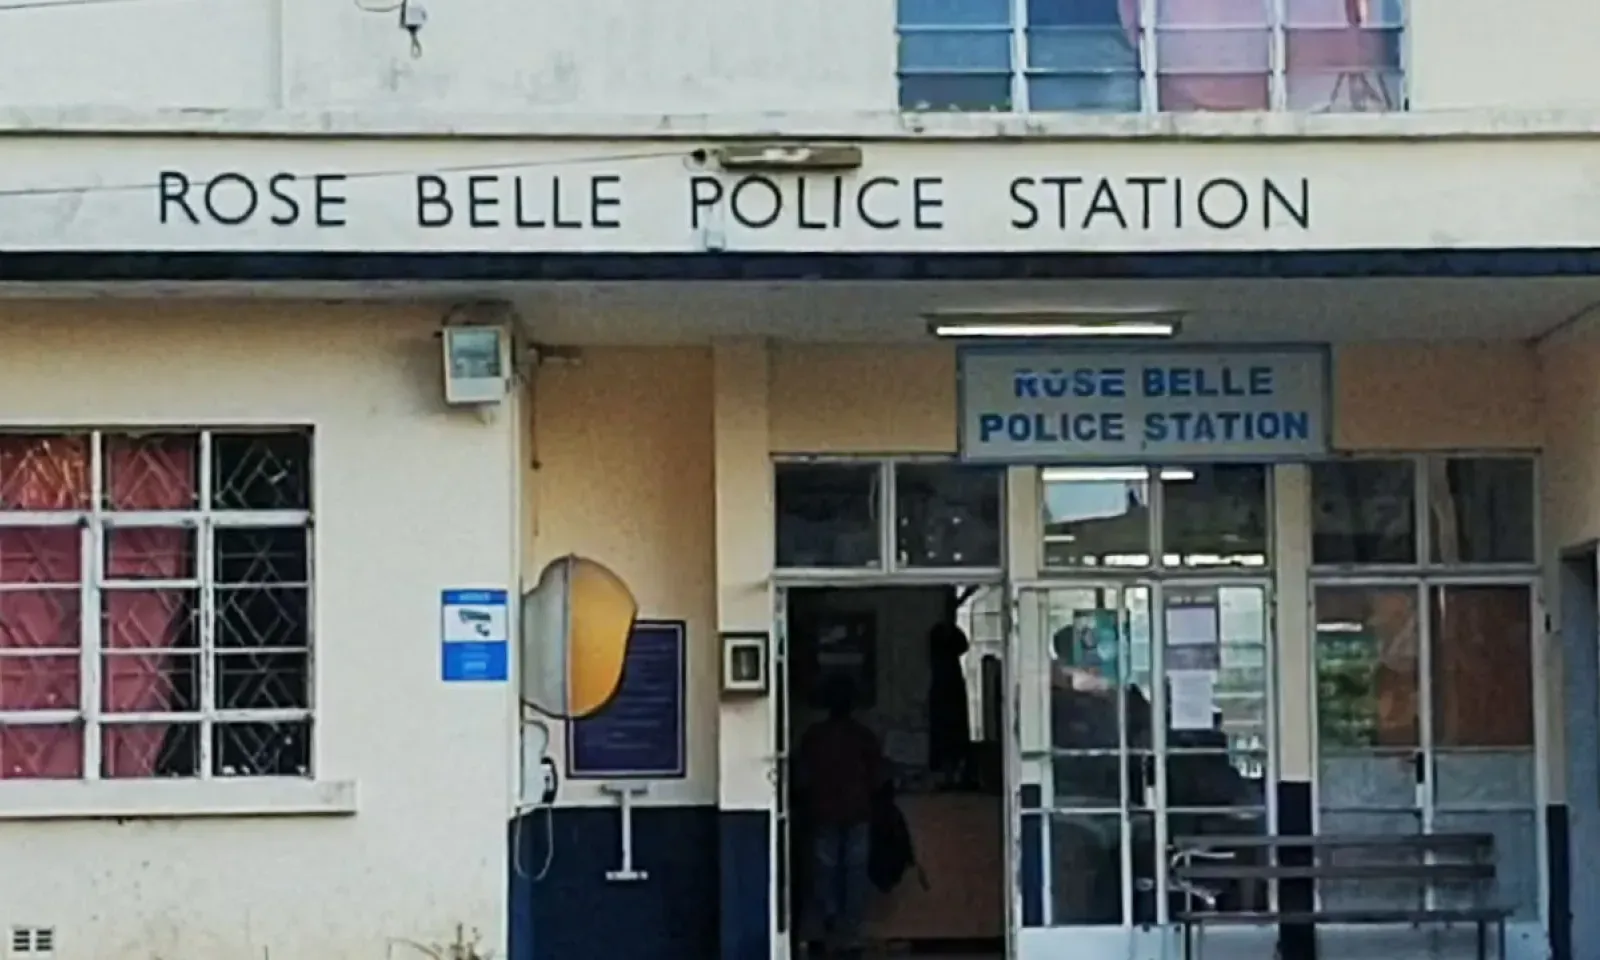 ROSE BELLE POLICE STATION
ROSE BELLE
POLICE STATION